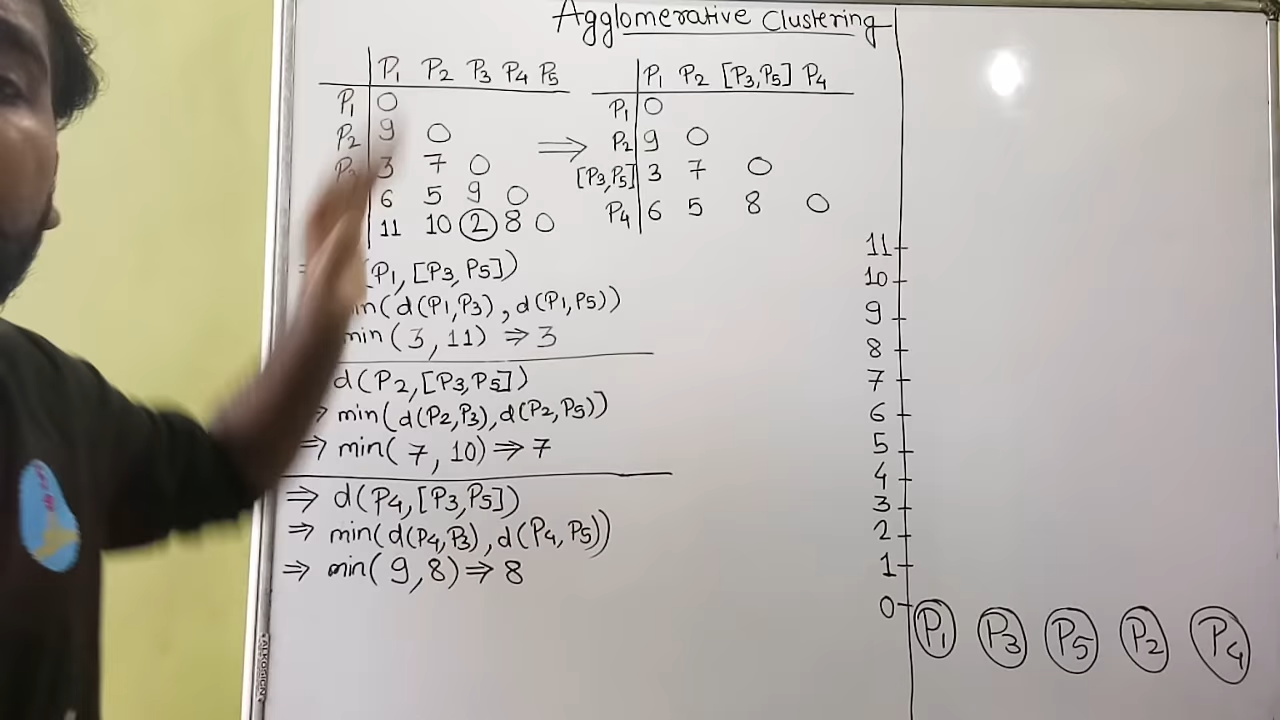 Agglomerative Clustering
P1 P2 P3 P4 P5
P1 0
P2 9 0
P3 3 7 0
6 5 9 0
11 10 2 8 0
⇒
P1 P2 [P3,P5] P4
P1 0
P2 9 0
[P3,P5] 3 7 0
P4 6 5 8 0
(P1, [P3, P5])
min(d(P1,P3), d(P1,P5))
min(3, 11) ⇒ 3
d(P2,[P3,P5])
⇒ min(d(P2,P3),d(P2,P5))
⇒ min(7, 10) ⇒ 7
⇒ d(P4,[P3,P5])
⇒ min(d(P4,P3), d(P4,P5))
⇒ min(9,8) ⇒ 8
11
10
9
8
7
6
5
4
3
2
1
0
P1 P3 P5 P2 P4